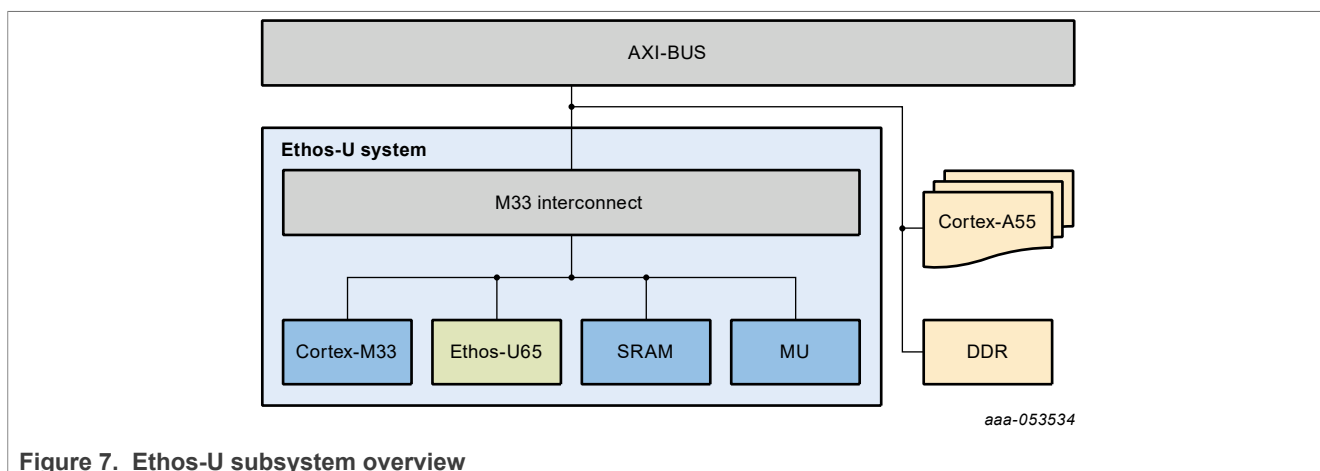 AXI-BUS
Ethos-U system
M33 interconnect
Cortex-A55
Cortex-M33
Ethos-U65
SRAM
MU
DDR
aaa-053534
Figure 7. Ethos-U subsystem overview